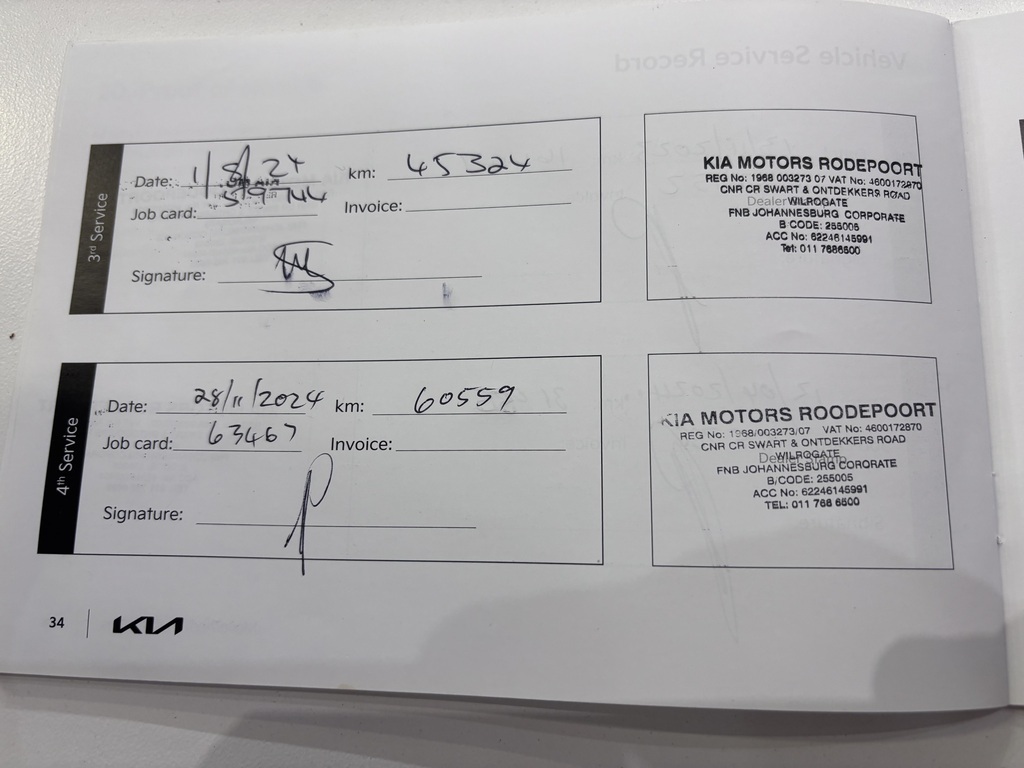 Vehicle Service Record
3rd Service
Date: 1/8/24 km: 45324
Job card: Invoice:
Signature:
KIA MOTORS RODEPOORT
REG No: 1968 003273 07 VAT No: 4600172870
CNR CR SWART & ONTDEKKERS ROAD
Dealer WILROGATE
FNB JOHANNESBURG CORPORATE
B CODE: 255005
ACC No: 62246145991
Tel: 011 7686500
4th Service
Date: 28/11/2024 km: 60559
Job card: 63467 Invoice:
Signature:
KIA MOTORS ROODEPOORT
REG No: 1968/003273/07 VAT No: 4600172870
CNR CR SWART & ONTDEKKERS ROAD
Dealer WILROGATE
FNB JOHANNESBURG CORORATE
B/CODE: 255005
ACC No: 62246145991
TEL: 011 768 6500
34 KIA